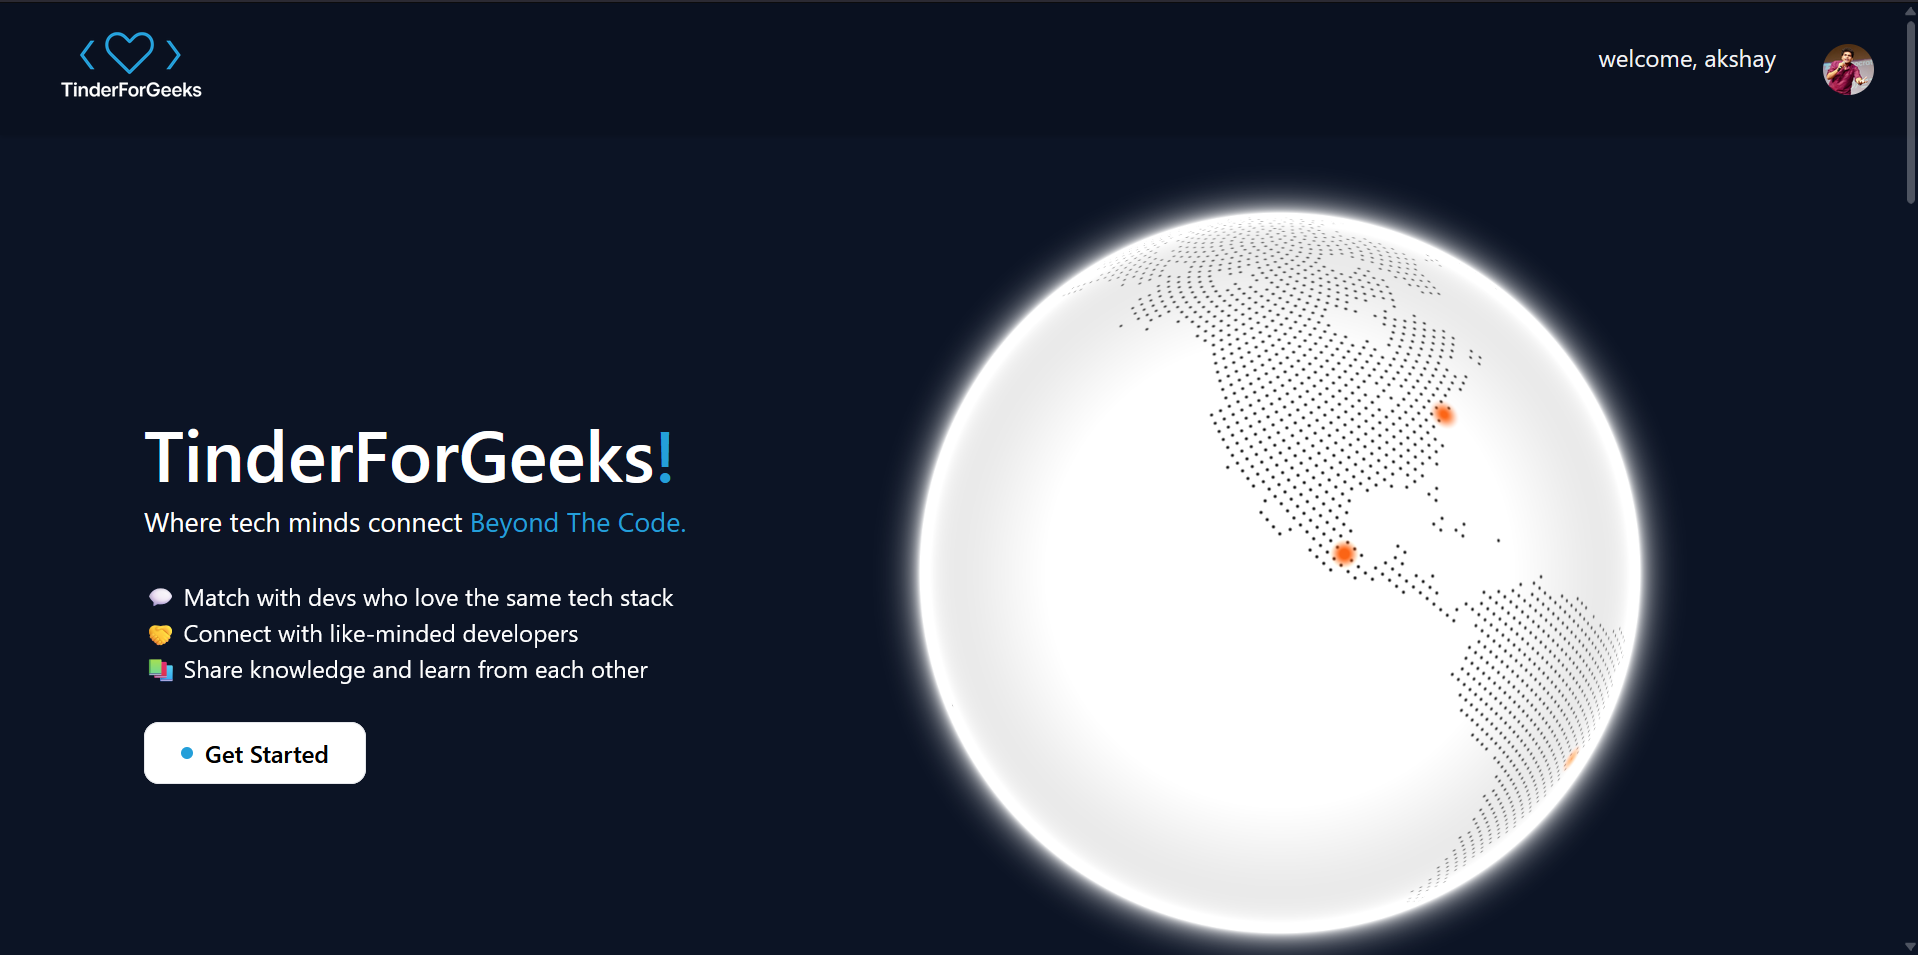 TinderForGeeks
welcome, akshay
TinderForGeeks!
Where tech minds connect Beyond The Code.
💬 Match with devs who love the same tech stack
🤝 Connect with like-minded developers
📚 Share knowledge and learn from each other
Get Started